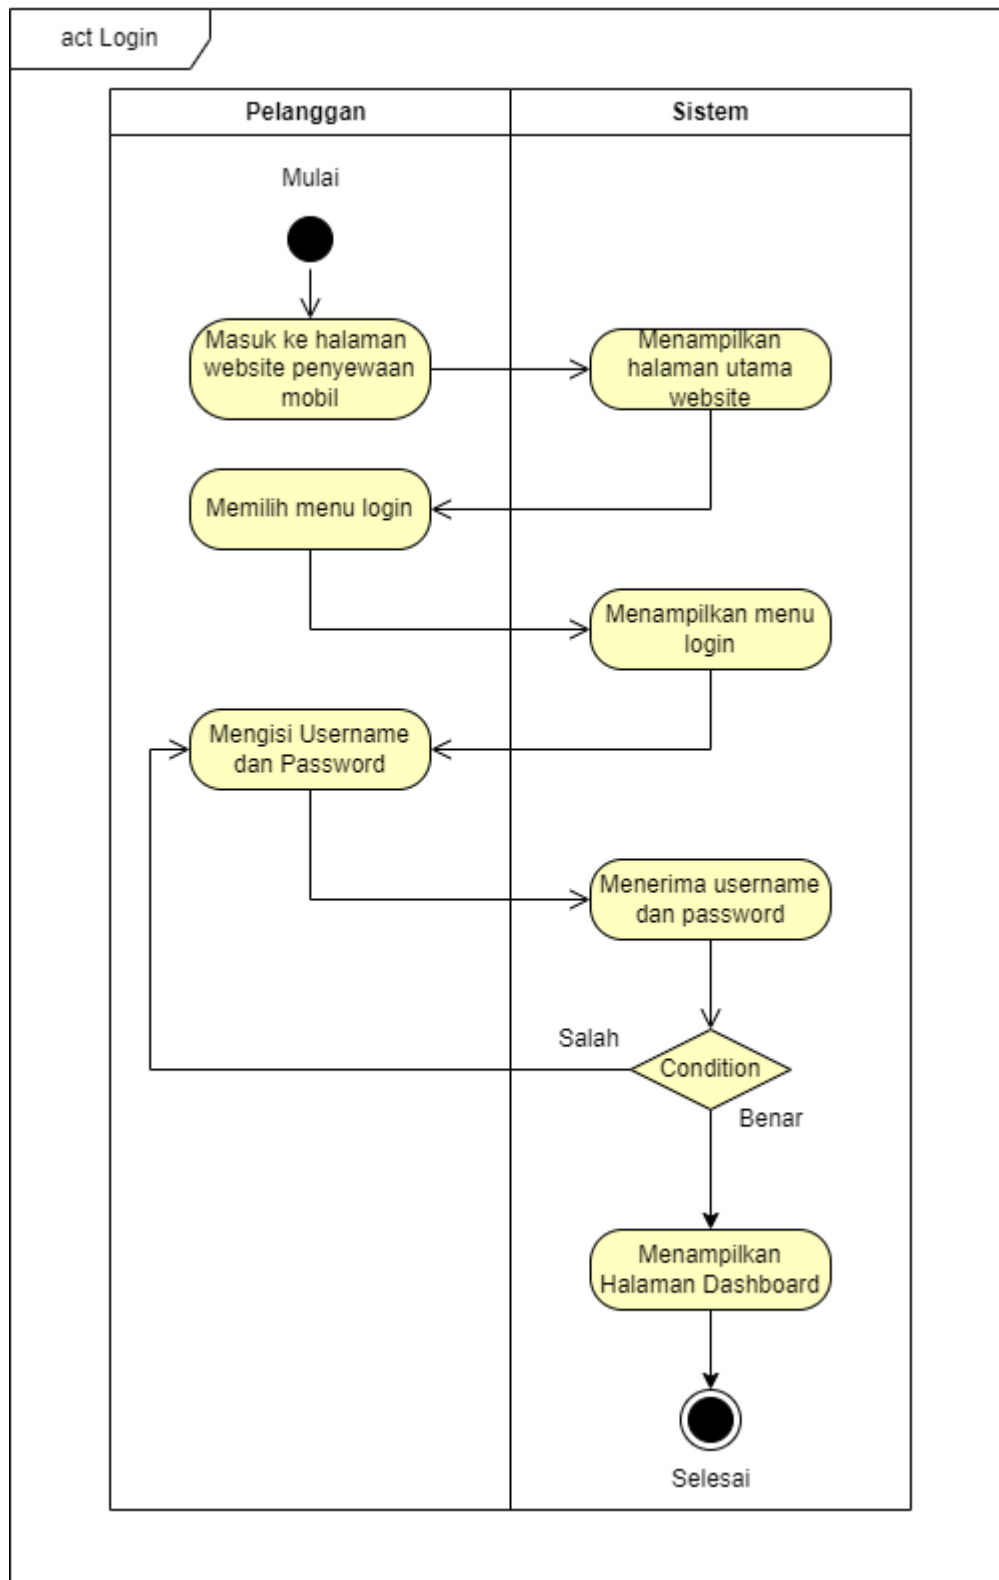 act Login
Pelanggan
Sistem
Mulai
Masuk ke halaman
website penyewaan
mobil
Menampilkan
halaman utama
website
Memilih menu login
Menampilkan menu
login
Mengisi Username
dan Password
Menerima username
dan password
Salah
Condition
Benar
Menampilkan
Halaman Dashboard
Selesai